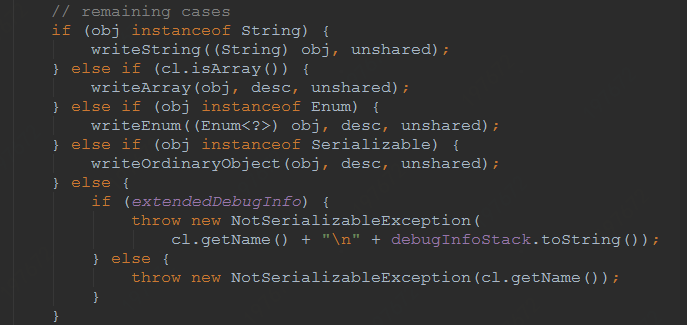 // remaining cases
if (obj instanceof String) {
    writeString((String) obj, unshared);
} else if (cl.isArray()) {
    writeArray(obj, desc, unshared);
} else if (obj instanceof Enum) {
    writeEnum((Enum<?>) obj, desc, unshared);
} else if (obj instanceof Serializable) {
    writeOrdinaryObject(obj, desc, unshared);
} else {
    if (extendedDebugInfo) {
        throw new NotSerializableException(
            cl.getName() + "\n" + debugInfoStack.toString());
    } else {
        throw new NotSerializableException(cl.getName());
    }
}